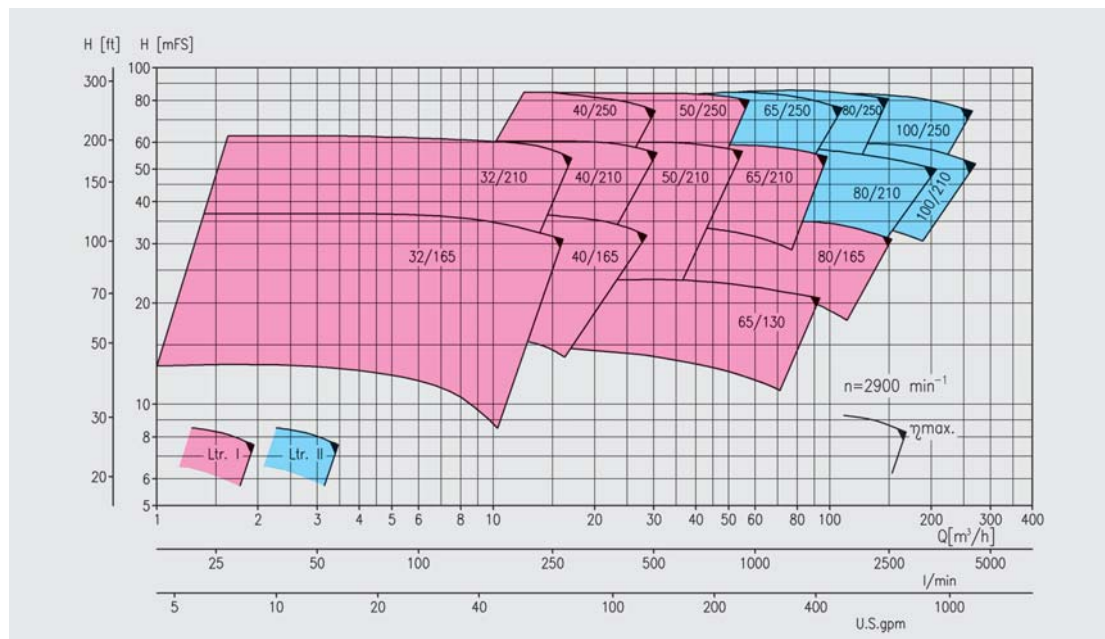 H [ft] H [mFS]
100
300
80
40/250 50/250 65/250 80/250
100/250
60
200
50
32/210 40/210 50/210 65/210
150
80/210 100/210
40
100
30
32/165 40/165 80/165
70
20
65/130
50
n=2900 min⁻¹
10
30
8
ηmax.
Ltr. I Ltr. II
6
20
5
1 2 3 4 5 6 8 10 20 30 40 50 60 80 100 200 300 400
Q[m³/h]
25 50 100 250 500 1000 2500 5000
l/min
5 10 20 40 100 200 400 1000
U.S.gpm